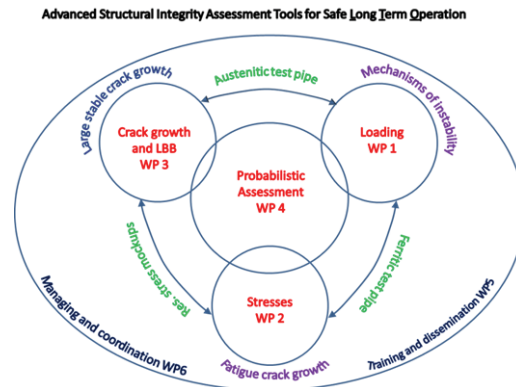 Advanced Structural Integrity Assessment Tools for Safe Long Term Operation
Large stable crack growth
Austenitic test pipe
Mechanisms of instability
Crack growth
and LBB
WP 3
Loading
WP 1
Probabilistic
Assessment
WP 4
Res. stress mockups
Ferritic test pipe
Stresses
WP 2
Managing and coordination WP6
Fatigue crack growth
Training and dissemination WP5